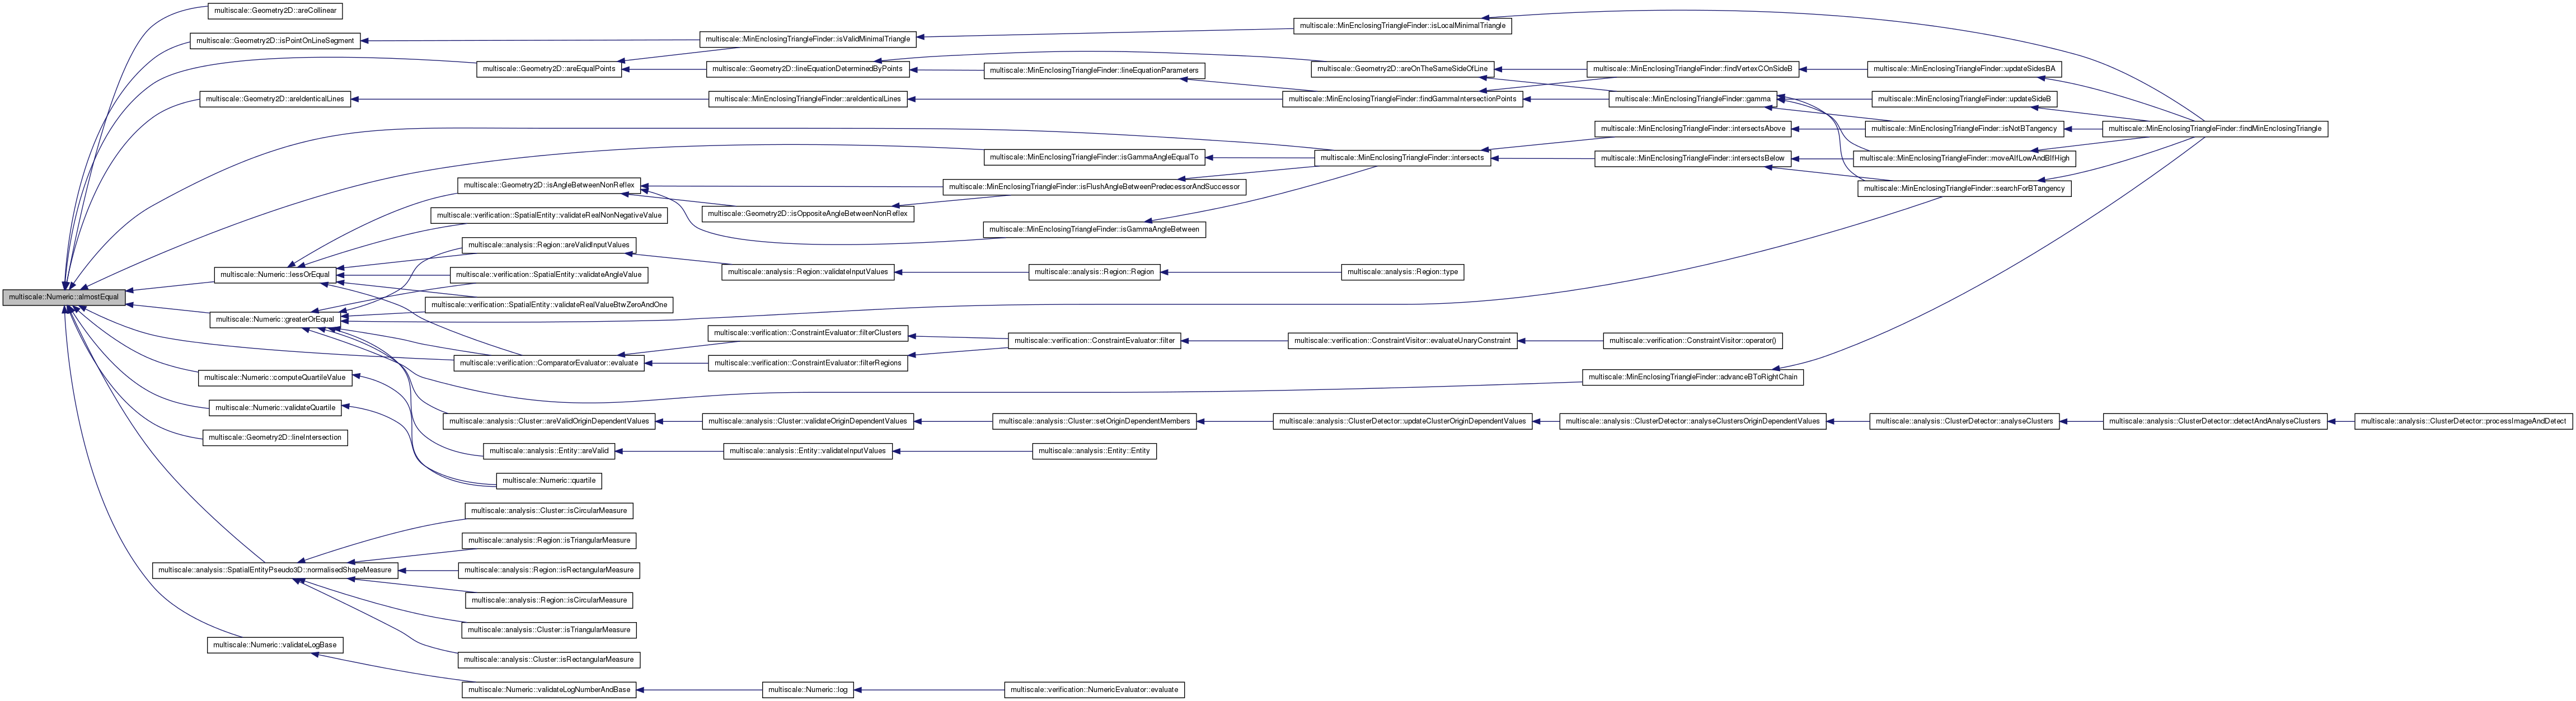 multiscale::Geometry2D::areCollinear
multiscale::MinEnclosingTriangleFinder::isLocalMinimalTriangle
multiscale::Geometry2D::isPointOnLineSegment
multiscale::MinEnclosingTriangleFinder::isValidMinimalTriangle
multiscale::Geometry2D::areEqualPoints
multiscale::Geometry2D::lineEquationDeterminedByPoints
multiscale::MinEnclosingTriangleFinder::lineEquationParameters
multiscale::Geometry2D::areOnTheSameSideOfLine
multiscale::MinEnclosingTriangleFinder::findVertexCOnSideB
multiscale::MinEnclosingTriangleFinder::updateSidesBA
multiscale::Geometry2D::areIdenticalLines
multiscale::MinEnclosingTriangleFinder::areIdenticalLines
multiscale::MinEnclosingTriangleFinder::findGammaIntersectionPoints
multiscale::MinEnclosingTriangleFinder::gamma
multiscale::MinEnclosingTriangleFinder::updateSideB
multiscale::MinEnclosingTriangleFinder::intersectsAbove
multiscale::MinEnclosingTriangleFinder::isNotBTangency
multiscale::MinEnclosingTriangleFinder::findMinEnclosingTriangle
multiscale::MinEnclosingTriangleFinder::isGammaAngleEqualTo
multiscale::MinEnclosingTriangleFinder::intersects
multiscale::MinEnclosingTriangleFinder::intersectsBelow
multiscale::MinEnclosingTriangleFinder::moveAIfLowAndBIfHigh
multiscale::Geometry2D::isAngleBetweenNonReflex
multiscale::MinEnclosingTriangleFinder::isFlushAngleBetweenPredecessorAndSuccessor
multiscale::MinEnclosingTriangleFinder::searchForBTangency
multiscale::verification::SpatialEntity::validateRealNonNegativeValue
multiscale::Geometry2D::isOppositeAngleBetweenNonReflex
multiscale::MinEnclosingTriangleFinder::isGammaAngleBetween
multiscale::analysis::Region::areValidInputValues
multiscale::Numeric::lessOrEqual
multiscale::verification::SpatialEntity::validateAngleValue
multiscale::analysis::Region::validateInputValues
multiscale::analysis::Region::Region
multiscale::analysis::Region::type
multiscale::Numeric::almostEqual
multiscale::verification::SpatialEntity::validateRealValueBtwZeroAndOne
multiscale::Numeric::greaterOrEqual
multiscale::verification::ConstraintEvaluator::filterClusters
multiscale::verification::ConstraintEvaluator::filter
multiscale::verification::ConstraintVisitor::evaluateUnaryConstraint
multiscale::verification::ConstraintVisitor::operator()
multiscale::verification::ComparatorEvaluator::evaluate
multiscale::verification::ConstraintEvaluator::filterRegions
multiscale::Numeric::computeQuartileValue
multiscale::MinEnclosingTriangleFinder::advanceBToRightChain
multiscale::Numeric::validateQuartile
multiscale::analysis::Cluster::areValidOriginDependentValues
multiscale::analysis::Cluster::validateOriginDependentValues
multiscale::analysis::Cluster::setOriginDependentMembers
multiscale::analysis::ClusterDetector::updateClusterOriginDependentValues
multiscale::analysis::ClusterDetector::analyseClustersOriginDependentValues
multiscale::analysis::ClusterDetector::analyseClusters
multiscale::analysis::ClusterDetector::detectAndAnalyseClusters
multiscale::analysis::ClusterDetector::processImageAndDetect
multiscale::Geometry2D::lineIntersection
multiscale::analysis::Entity::areValid
multiscale::analysis::Entity::validateInputValues
multiscale::analysis::Entity::Entity
multiscale::Numeric::quartile
multiscale::analysis::Cluster::isCircularMeasure
multiscale::analysis::Region::isTriangularMeasure
multiscale::analysis::SpatialEntityPseudo3D::normalisedShapeMeasure
multiscale::analysis::Region::isRectangularMeasure
multiscale::analysis::Region::isCircularMeasure
multiscale::analysis::Cluster::isTriangularMeasure
multiscale::Numeric::validateLogBase
multiscale::analysis::Cluster::isRectangularMeasure
multiscale::Numeric::validateLogNumberAndBase
multiscale::Numeric::log
multiscale::verification::NumericEvaluator::evaluate